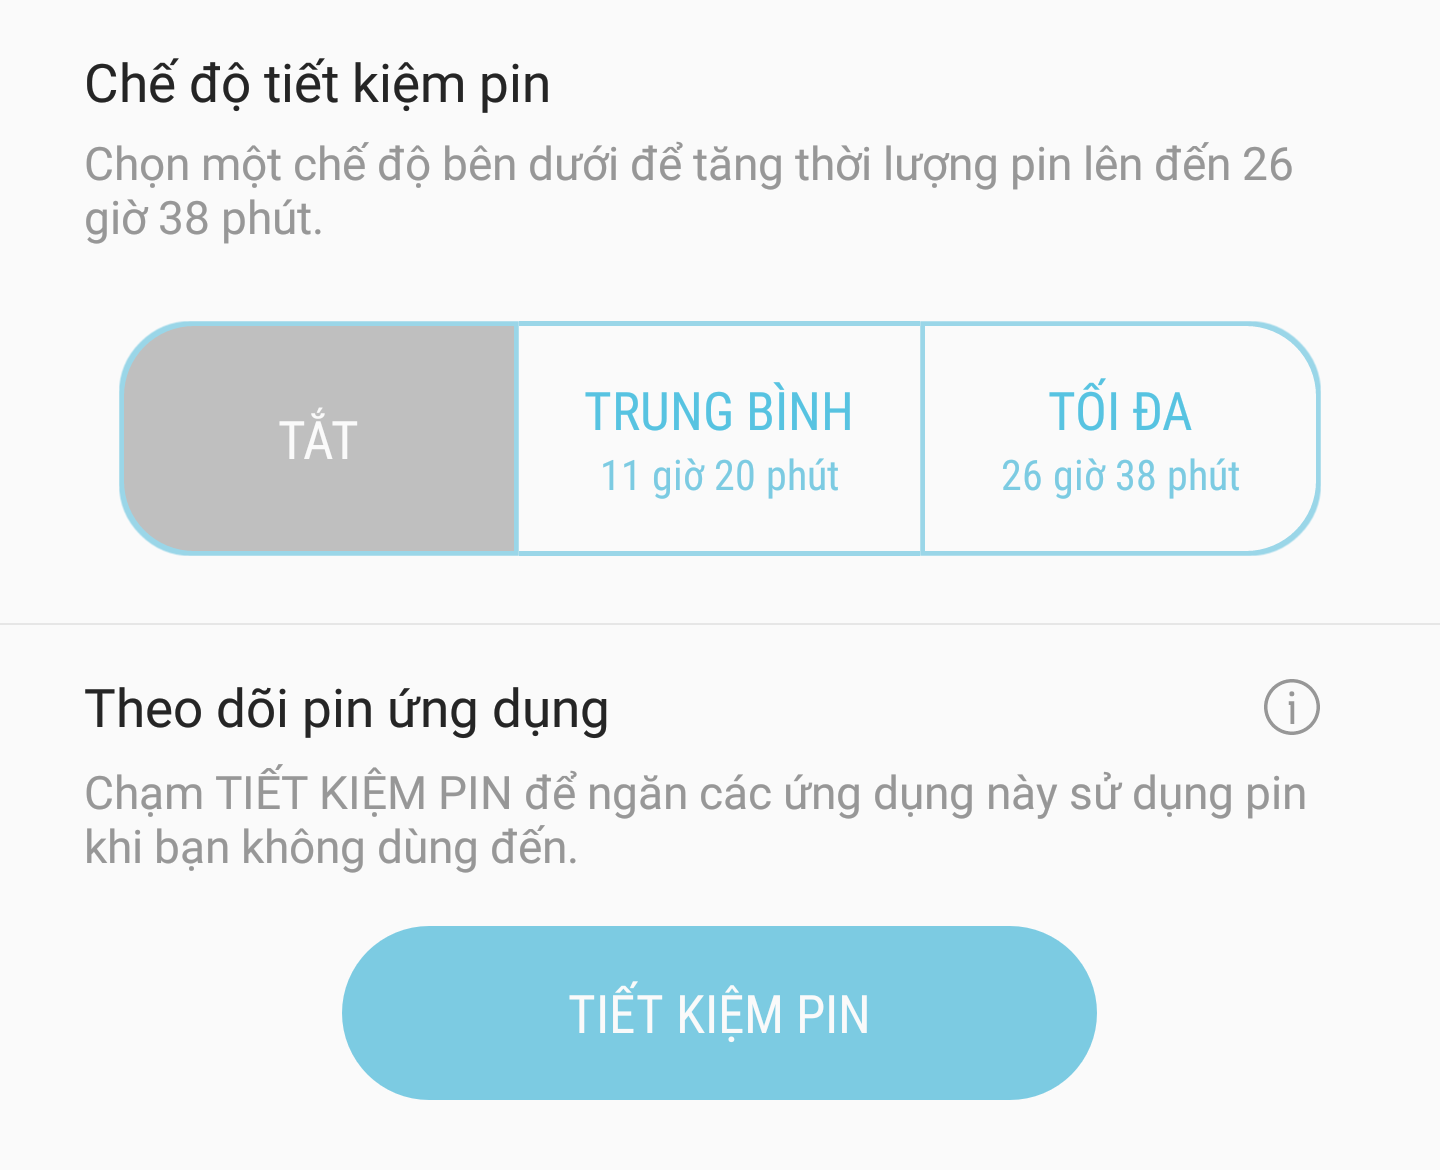 Chế độ tiết kiệm pin
Chọn một chế độ bên dưới để tăng thời lượng pin lên đến 26
giờ 38 phút.
TẮT
TRUNG BÌNH
11 giờ 20 phút
TỐI ĐA
26 giờ 38 phút
Theo dõi pin ứng dụng
Chạm TIẾT KIỆM PIN để ngăn các ứng dụng này sử dụng pin
khi bạn không dùng đến.
TIẾT KIỆM PIN